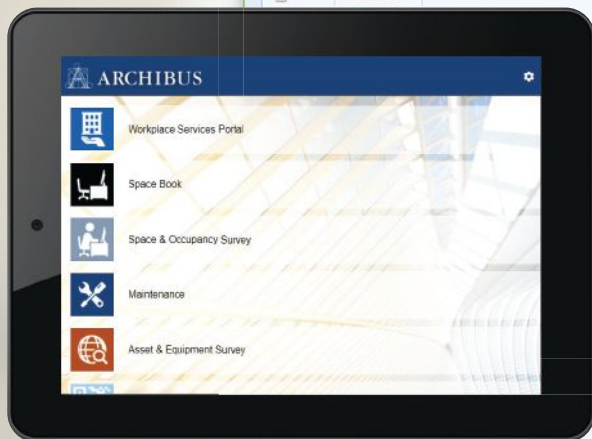 ARCHIBUS
Workplace Services Portal
Space Book
Space & Occupancy Survey
Maintenance
Asset & Equipment Survey